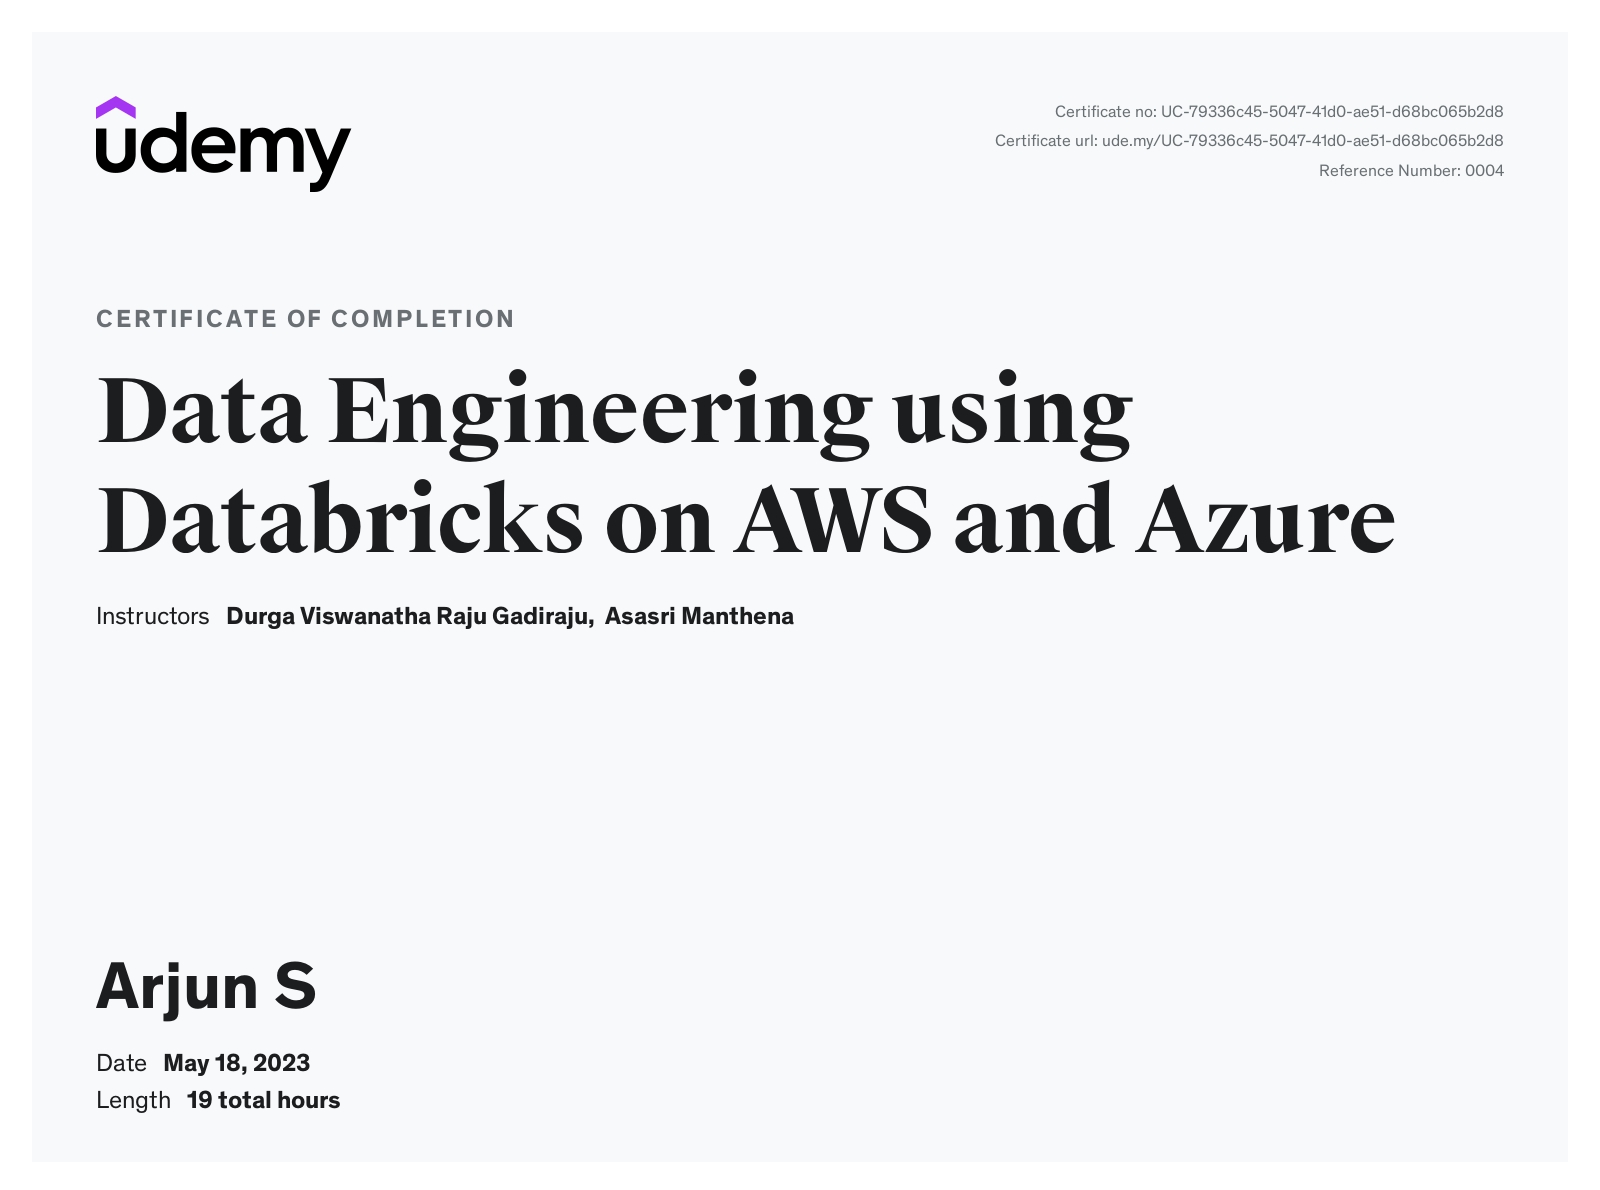 udemy
Certificate no: UC-79336c45-5047-41d0-ae51-d68bc065b2d8
Certificate url: ude.my/UC-79336c45-5047-41d0-ae51-d68bc065b2d8
Reference Number: 0004
CERTIFICATE OF COMPLETION
Data Engineering using
Databricks on AWS and Azure
Instructors Durga Viswanatha Raju Gadiraju, Asasri Manthena
Arjun S
Date May 18, 2023
Length 19 total hours